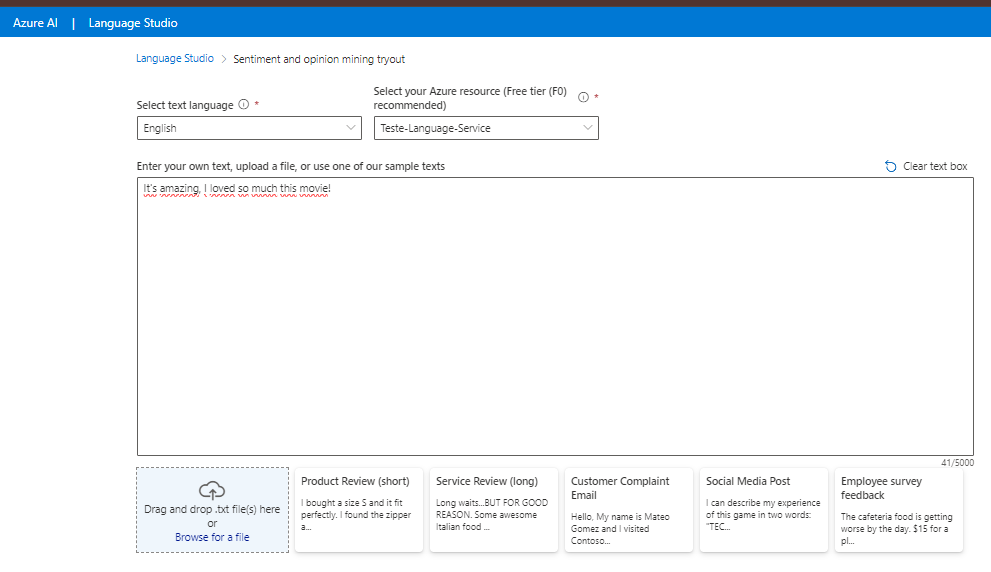 Azure AI | Language Studio
Language Studio > Sentiment and opinion mining tryout
Select text language *
Select your Azure resource (Free tier (F0) recommended) *
English
Teste-Language-Service
Enter your own text, upload a file, or use one of our sample texts
Clear text box
It's amazing, I loved so much this movie!
41/5000
Drag and drop .txt file(s) here
or
Browse for a file
Product Review (short)
I bought a size S and it fit
perfectly. I found the zipper
a...
Service Review (long)
Long waits...BUT FOR GOOD
REASON. Some awesome
Italian food ...
Customer Complaint
Email
Hello, My name is Mateo
Gomez and I visited
Contoso...
Social Media Post
I can describe my experience
of this game in two words:
"TEC...
Employee survey
feedback
The cafeteria food is getting
worse by the day. $15 for a
pl...